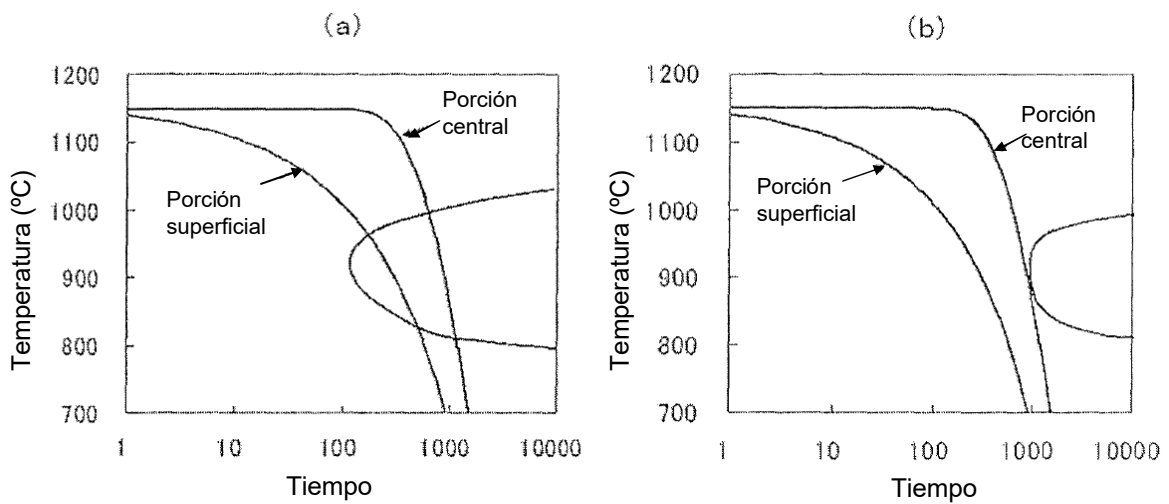 (a)
1200
1100
1000
900
800
700
Temperatura (ºC)
Porción
central
Porción
superficial
1
10
100
1000
10000
Tiempo
(b)
1200
1100
1000
900
800
700
Temperatura (ºC)
Porción
central
Porción
superficial
1
10
100
1000
10000
Tiempo